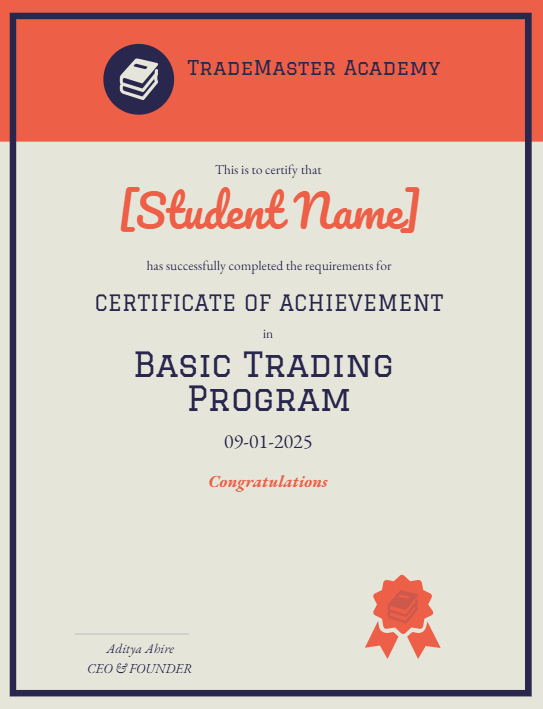 TradeMaster Academy
This is to certify that
[Student Name]
has successfully completed the requirements for
CERTIFICATE OF ACHIEVEMENT
in
Basic Trading
Program
09-01-2025
Congratulations
Aditya Ahire
CEO & FOUNDER